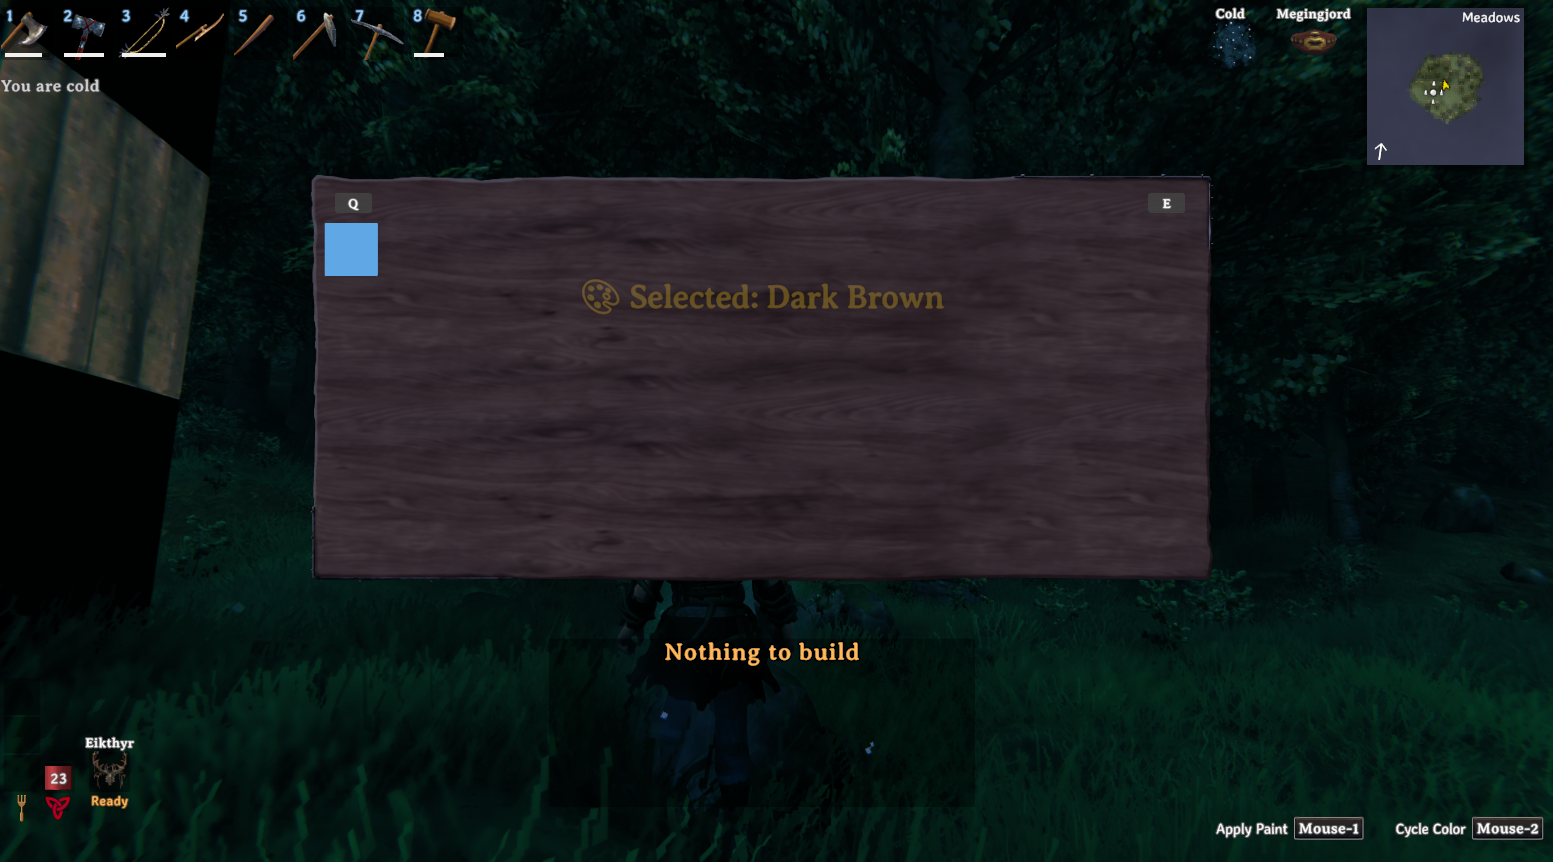 1 2 3 4 5 6 7 8
Cold
Megingjord
Meadows
You are cold
Q
E
Selected: Dark Brown
Nothing to build
Eikthyr
23
Ready
Apply Paint Mouse-1 Cycle Color Mouse-2